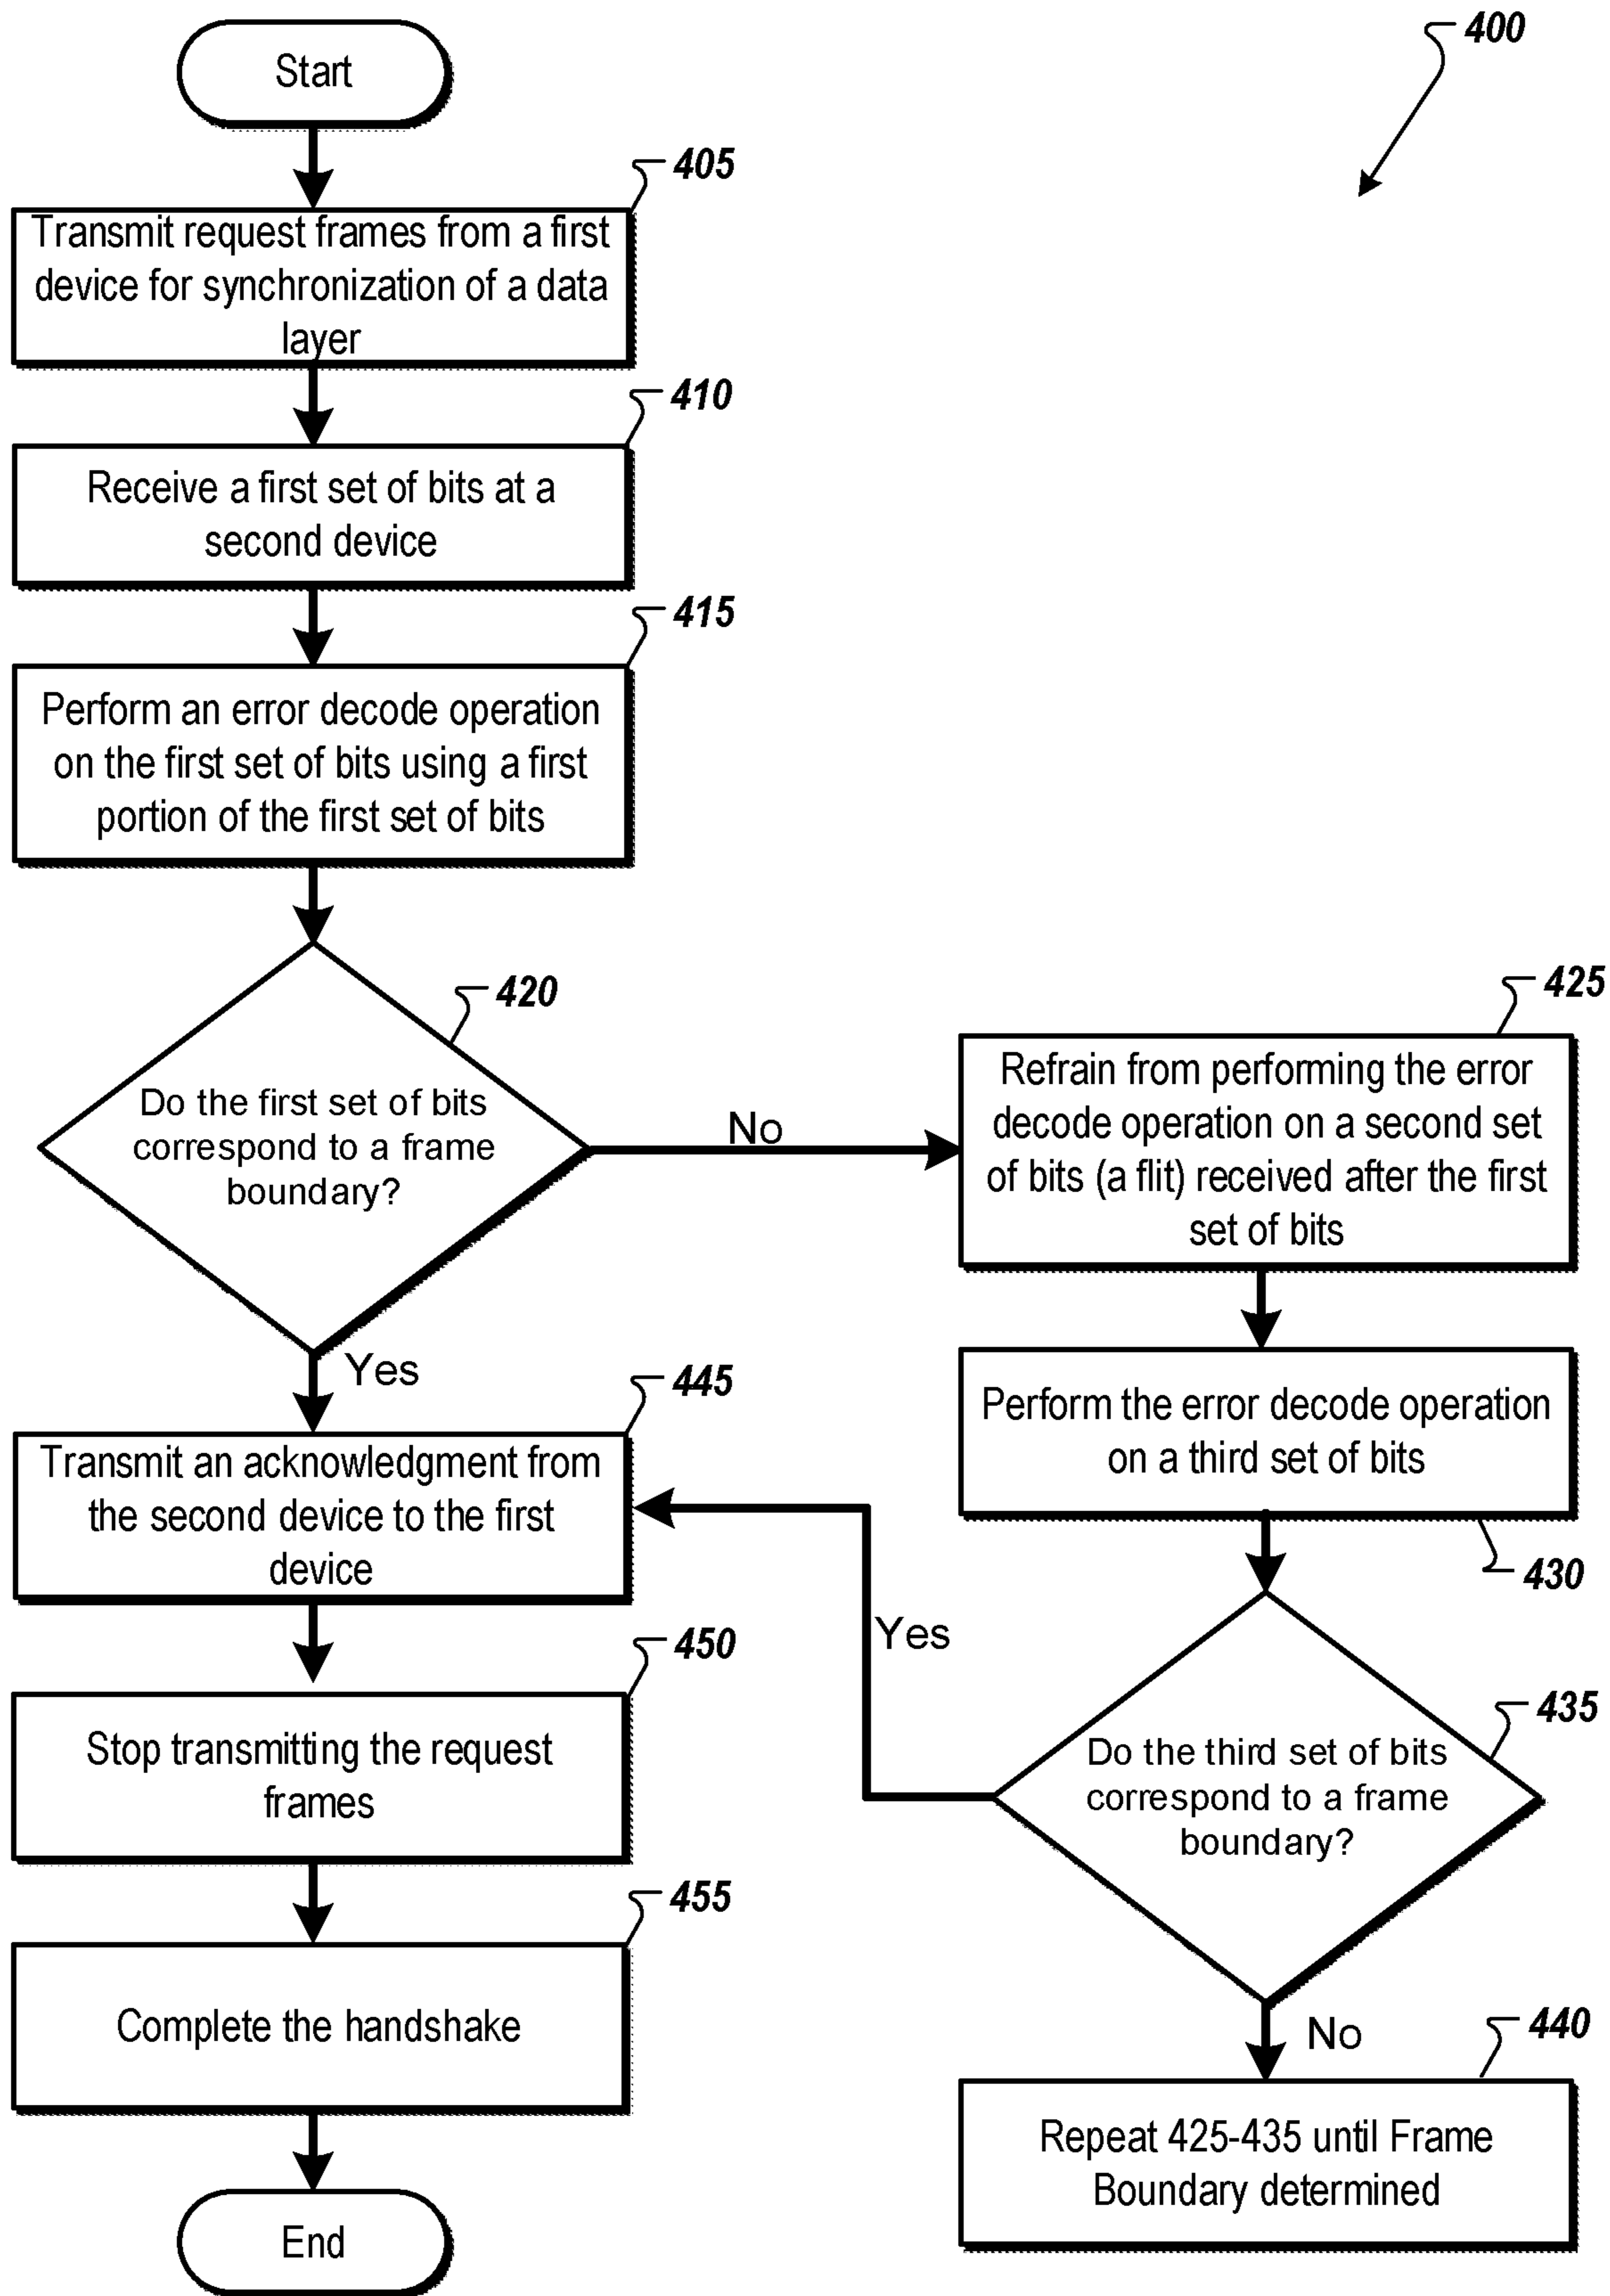 400
Start
405
Transmit request frames from a first
device for synchronization of a data
layer
410
Receive a first set of bits at a
second device
415
Perform an error decode operation
on the first set of bits using a first
portion of the first set of bits
420
Do the first set of bits
correspond to a frame
boundary?
No
425
Refrain from performing the error
decode operation on a second set
of bits (a flit) received after the first
set of bits
Perform the error decode operation
on a third set of bits
430
435
Do the third set of bits
correspond to a frame
boundary?
Yes
No
440
Repeat 425-435 until Frame
Boundary determined
Yes
445
Transmit an acknowledgment from
the second device to the first
device
450
Stop transmitting the request
frames
455
Complete the handshake
End